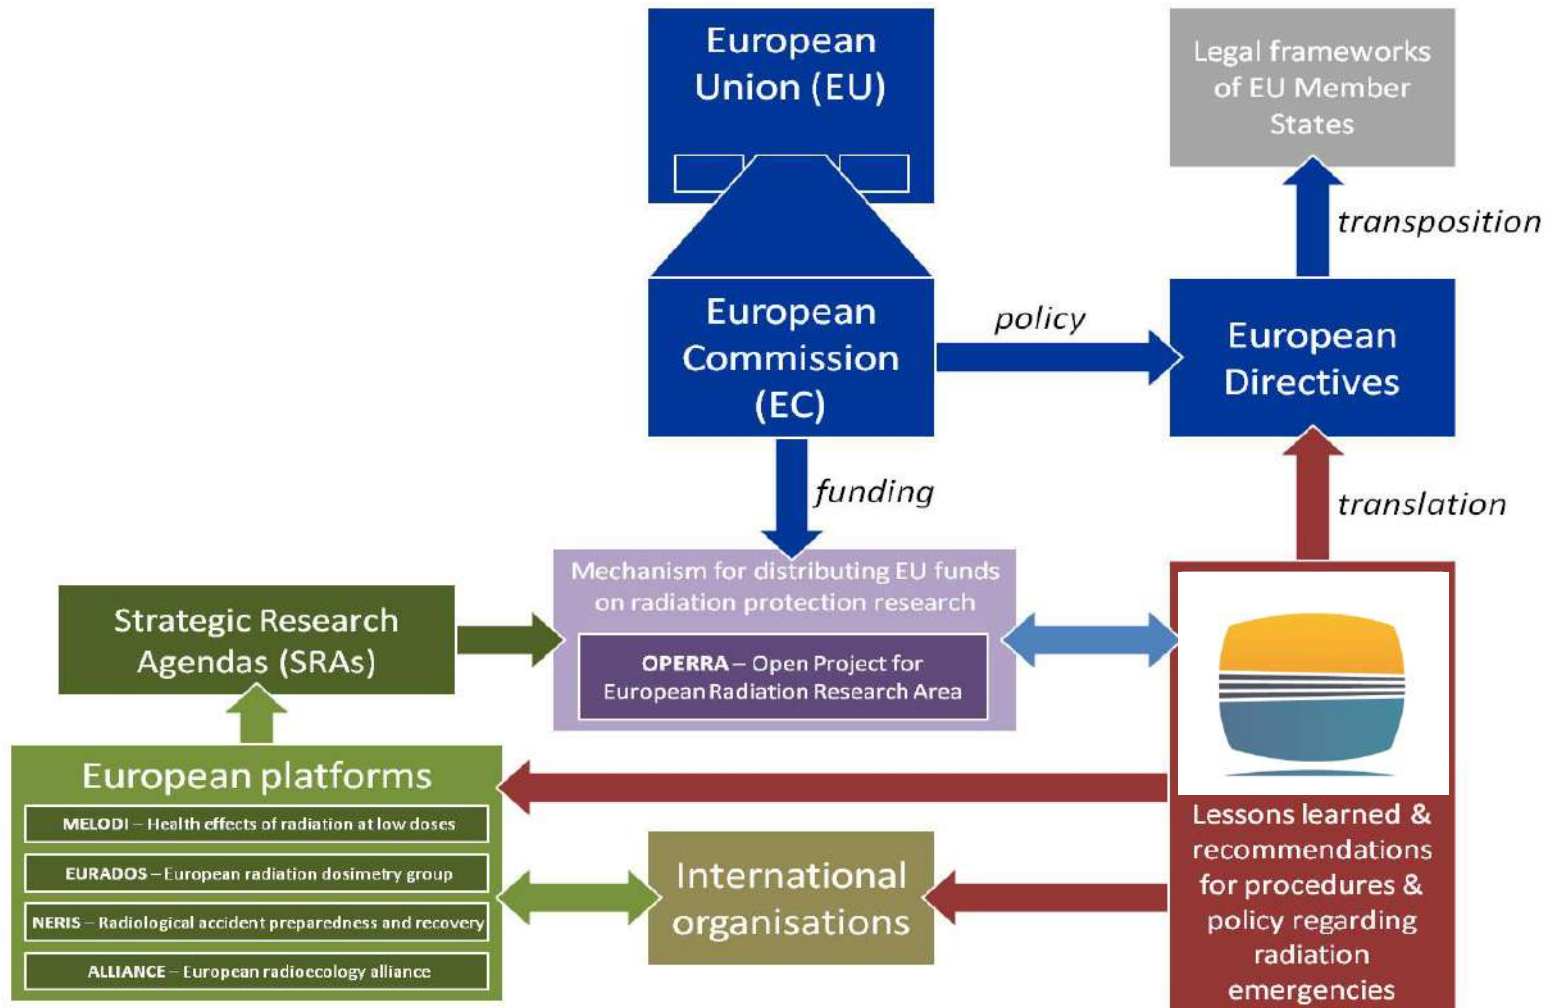 European
Union (EU)
Legal frameworks
of EU Member
States
transposition
European
Commission
(EC)
policy
European
Directives
funding
translation
Mechanism for distributing EU funds
on radiation protection research
OPERRA – Open Project for
European Radiation Research Area
Strategic Research
Agendas (SRAs)
European platforms
MELODI – Health effects of radiation at low doses
EURADOS – European radiation dosimetry group
NERIS – Radiological accident preparedness and recovery
ALLIANCE – European radioecology alliance
International
organisations
Lessons learned &
recommendations
for procedures &
policy regarding
radiation
emergencies